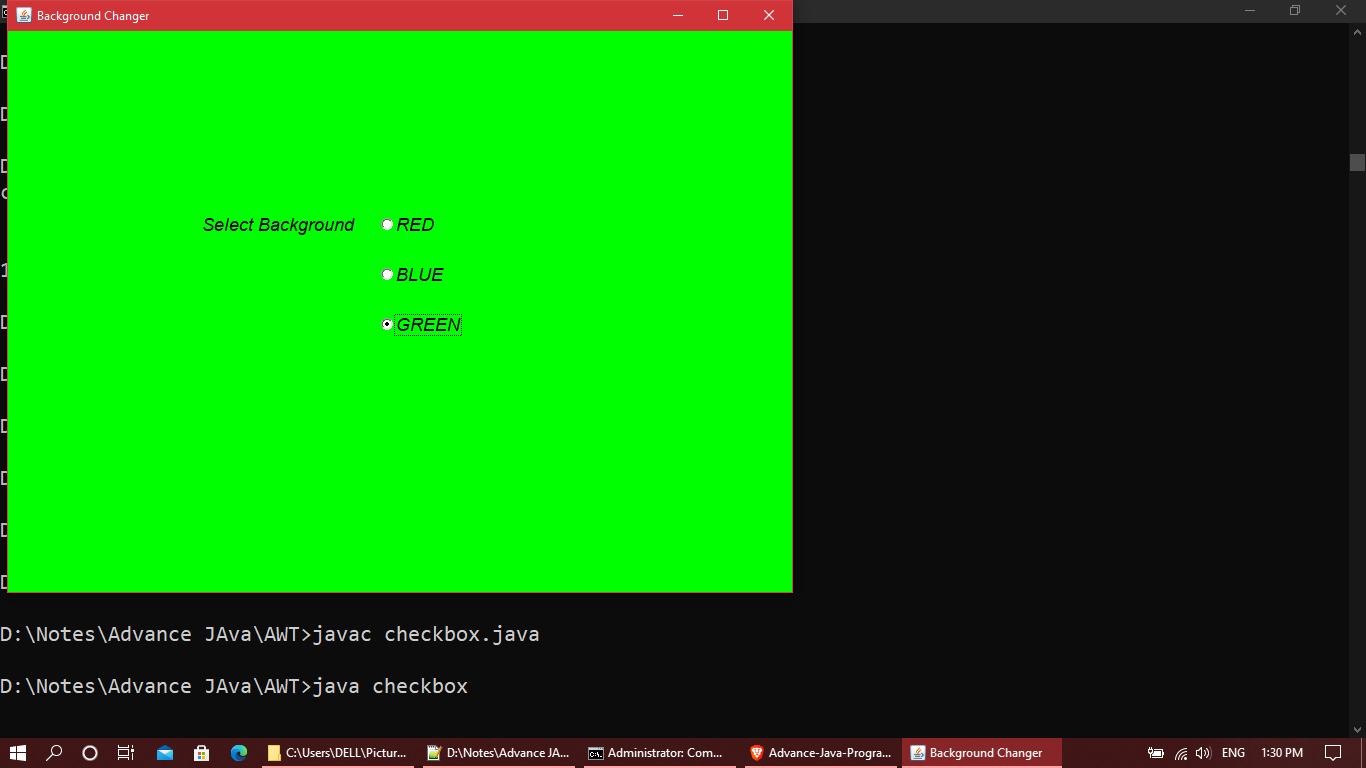 Background Changer
Select Background
RED
BLUE
GREEN
D:\Notes\Advance JAva\AWT>javac checkbox.java
D:\Notes\Advance JAva\AWT>java checkbox
C:\Users\DELL\Pictur...
D:\Notes\Advance JA...
Administrator: Com...
Advance-Java-Progra...
Background Changer
ENG
1:30 PM